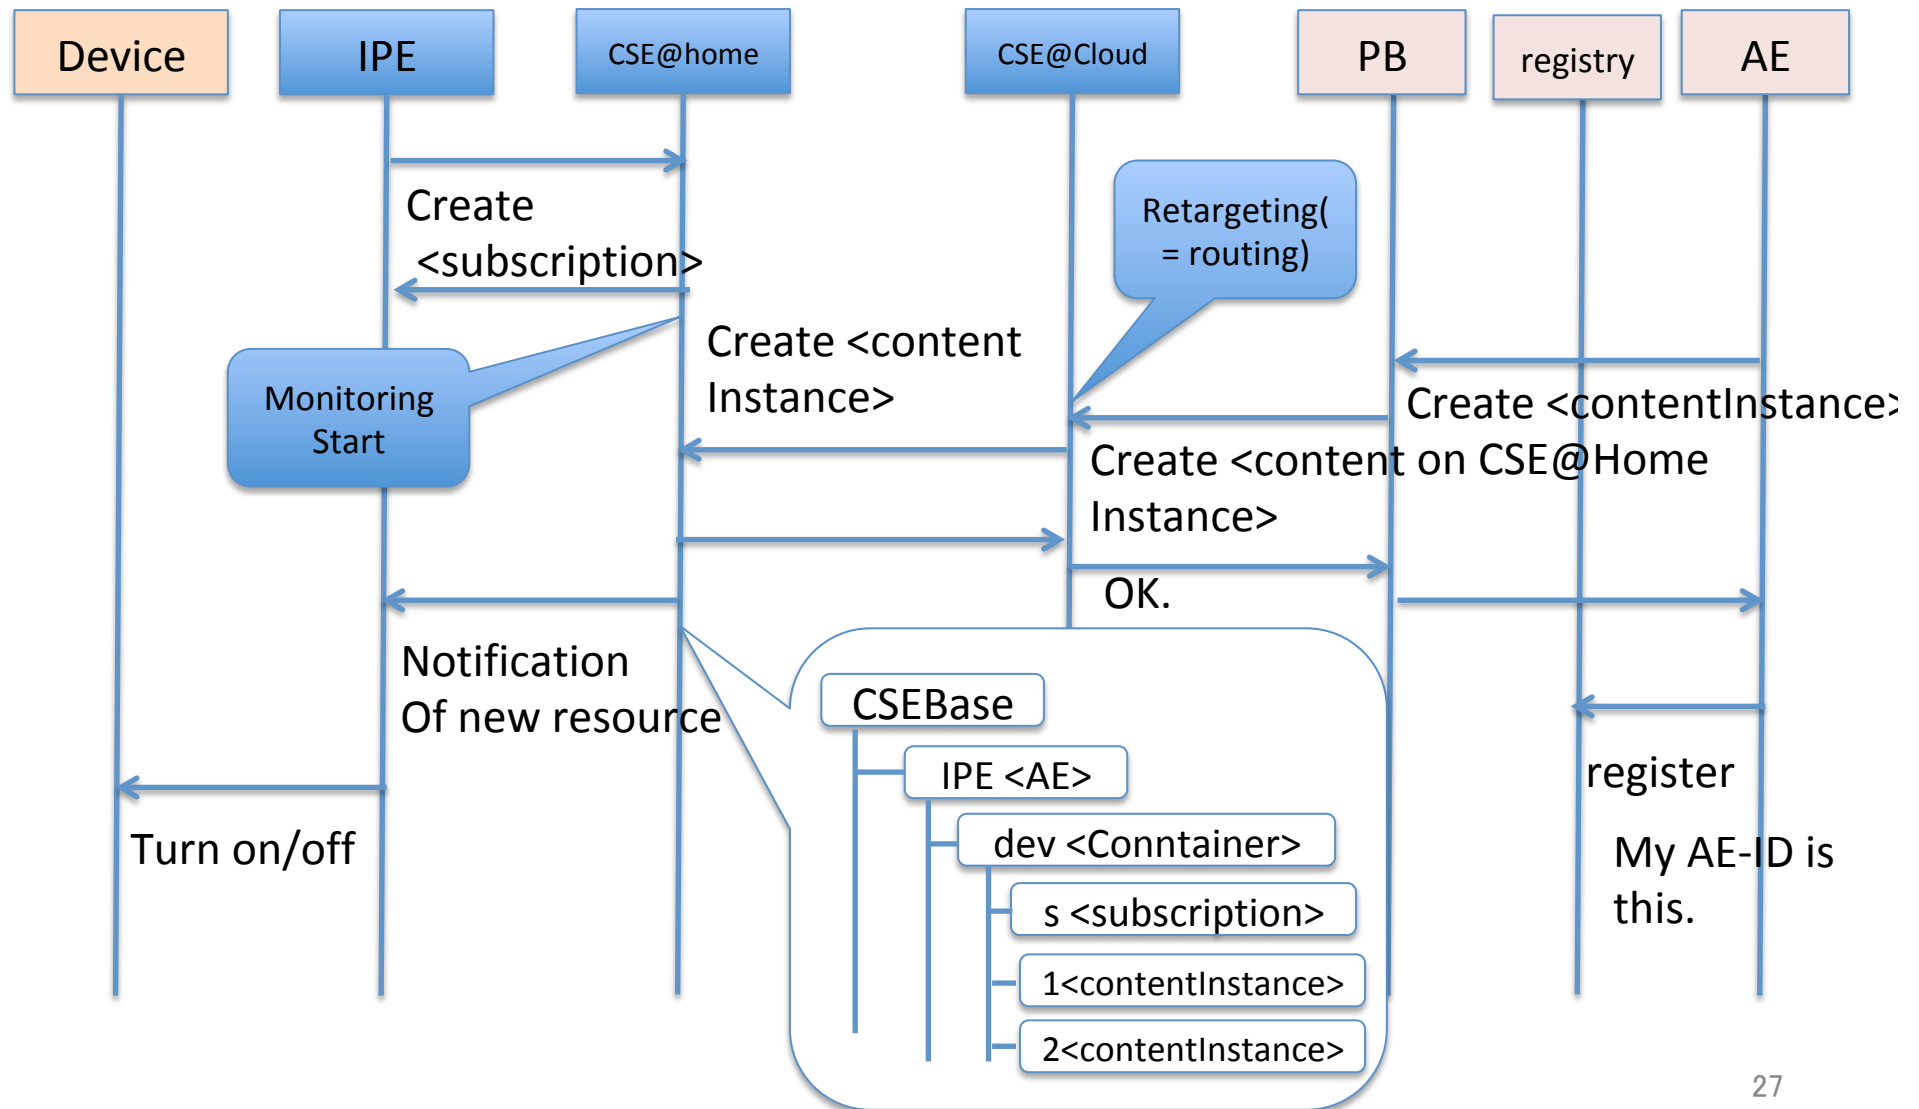 Device
IPE
CSE@home
CSE@Cloud
PB
registry
AE
Create
<subscription>
Retargeting(
= routing)
Monitoring
Start
Create <content
Instance>
Create <contentInstance>
on CSE@Home
Create <content
Instance>
OK.
Notification
Of new resource
Turn on/off
register
My AE-ID is
this.
CSEBase
IPE <AE>
dev <Conntainer>
s <subscription>
1<contentInstance>
2<contentInstance>
27